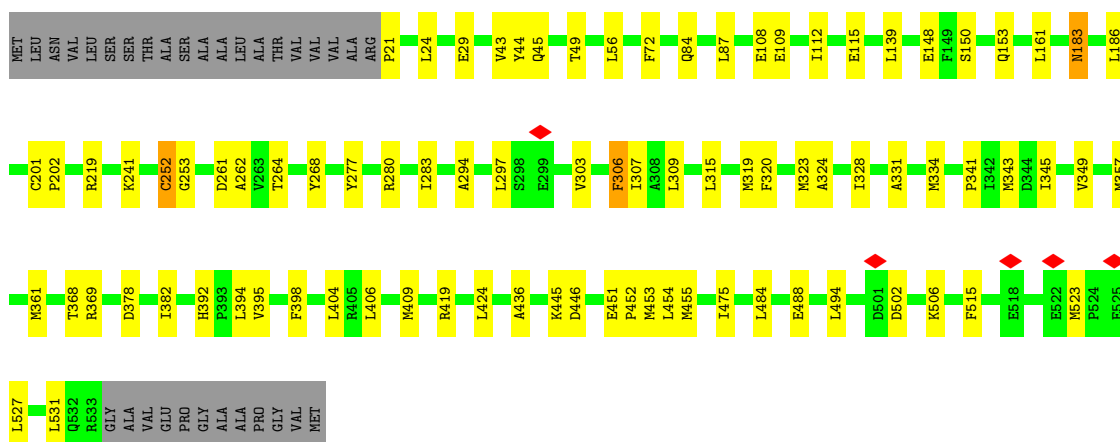 MET LEU ASN VAL LEU SER SER THR ALA SER ALA ALA LEU ALA THR VAL VAL VAL ALA ARG P21 L24 E29 V43 Y44 Q45 T49 L56 F72 Q84 L87 E108 E109 I112 E115 L139 E148 F149 S150 Q153 L161 N183 L186
C201 P202 R219 K241 C252 G253 D261 A262 V263 T264 Y268 Y277 R280 I283 A294 L297 S298 E299 V303 F306 I307 A308 L309 L315 M319 F320 M323 A324 I328 A331 M334 P341 I342 M343 D344 I345 V349 M357
M361 T368 R369 D378 I382 H392 P393 L394 V395 F398 L404 R405 L406 M409 R419 L424 A436 K445 D446 E451 P452 M453 L454 M455 I475 L484 E488 L494 D501 D502 K506 F515 E518 E522 M523 P524 E525
L527 L531 Q532 R533 GLY ALA VAL GLU PRO GLY ALA ALA PRO GLY VAL MET